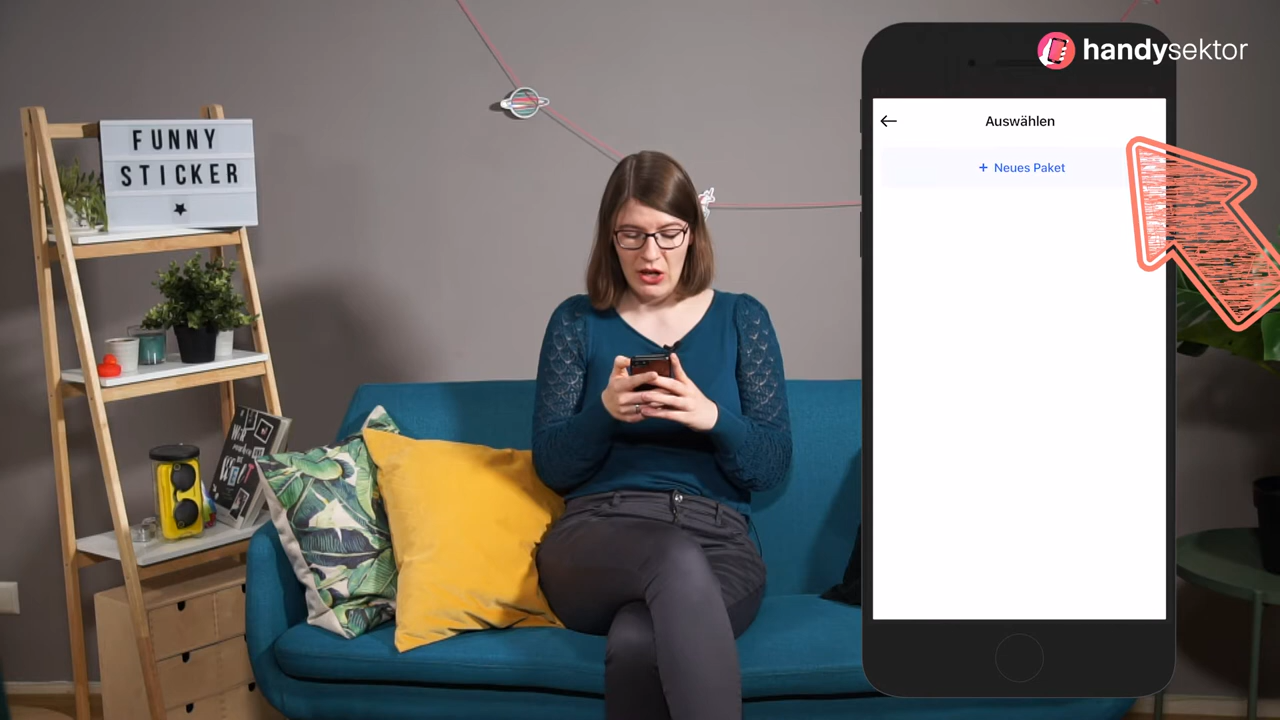 FUNNY
STICKER
handysektor
Auswählen
+ Neues Paket